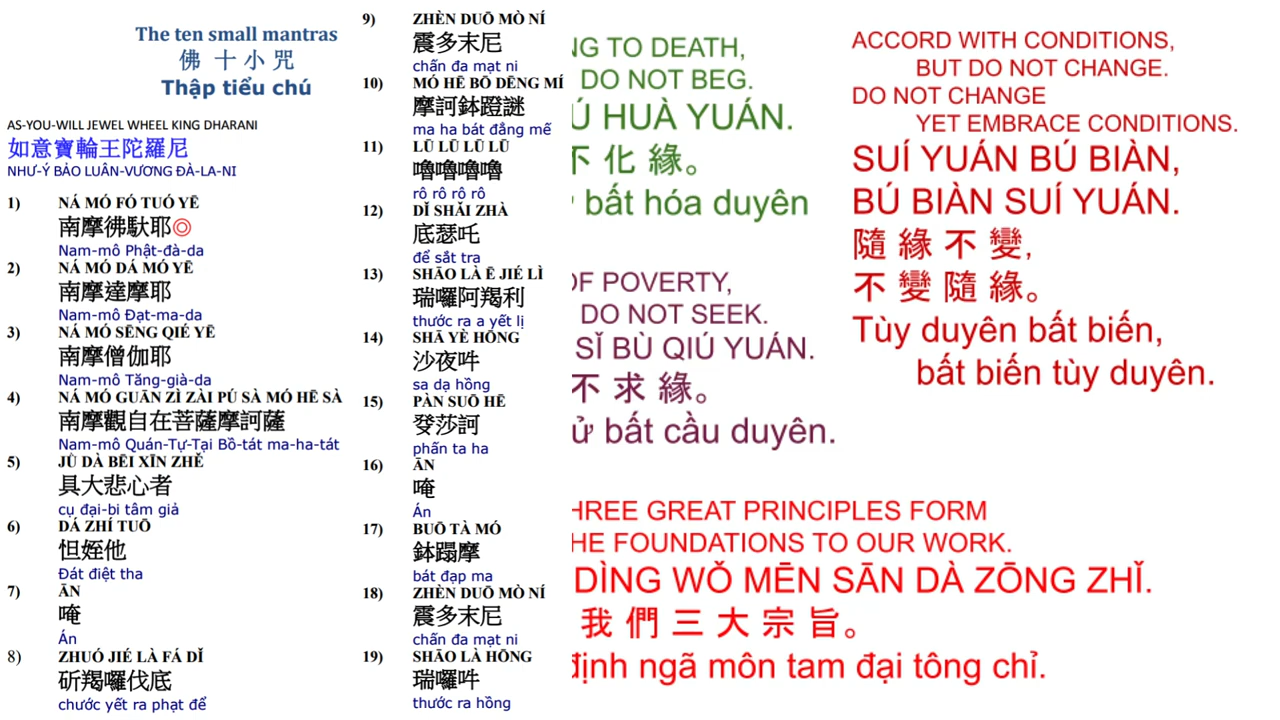 The ten small mantras
佛 十 小 咒
Thập tiểu chú
AS-YOU-WILL JEWEL WHEEL KING DHARANI
如意寶輪王陀羅尼
NHƯ-Ý BẢO LUÂN-VƯƠNG ĐÀ-LA-NI
1) NÁ MÓ FÓ TUÓ YĒ
南摩彿馱耶◎
Nam-mô Phật-đà-da
2) NÁ MÓ DÁ MÓ YĒ
南摩達摩耶
Nam-mô Đạt-ma-da
3) NÁ MÓ SĒNG QIÉ YĒ
南摩僧伽耶
Nam-mô Tăng-già-da
4) NÁ MÓ GUĀN ZÌ ZÀI PÚ SÀ MÓ HĒ SÀ
南摩觀自在菩薩摩訶薩
Nam-mô Quán-Tự-Tại Bồ-tát ma-ha-tát
5) JÙ DÀ BĒI XĪN ZHĚ
具大悲心者
cụ đại-bi tâm giả
6) DÁ ZHÍ TUŌ
怛姪他
Đát điệt tha
7) ĀN
唵
Án
8) ZHUÓ JIÉ LÀ FÁ DǏ
斫羯囉伐底
chước yết ra phạt để
9) ZHÈN DUŌ MÒ NÍ
震多末尼
chấn đa mạt ni
10) MÓ HĒ BŌ DĒNG MÍ
摩訶鉢蹬謎
ma ha bát đẳng mế
11) LŪ LŪ LŪ LŪ
嚕嚕嚕嚕
rô rô rô rô
12) DǏ SHǍI ZHÀ
底瑟吒
để sắt tra
13) SHĀO LÀ Ē JIÉ LÌ
瑞囉阿羯利
thước ra a yết lị
14) SHĀ YÈ HŌNG
沙夜吽
sa dạ hồng
15) PÀN SUŌ HĒ
癹莎訶
phấn ta ha
16) ĀN
唵
Án
17) BUŌ TÀ MÓ
鉢蹋摩
bát đạp ma
18) ZHÈN DUŌ MÒ NÍ
震多末尼
chấn đa mạt ni
19) SHĀO LÀ HŌNG
瑞囉吽
thước ra hồng
NG TO DEATH,
DO NOT BEG.
Ú HUÀ YUÁN.
不 化 緣。
bất hóa duyên
OF POVERTY,
DO NOT SEEK.
SǏ BÙ QIÚ YUÁN.
不 求 緣。
ử bất cầu duyên.
ACCORD WITH CONDITIONS,
BUT DO NOT CHANGE.
DO NOT CHANGE
YET EMBRACE CONDITIONS.
SUÍ YUÁN BÚ BIÀN,
BÚ BIÀN SUÍ YUÁN.
隨 緣 不 變,
不 變 隨 緣。
Tùy duyên bất biến,
bất biến tùy duyên.
HREE GREAT PRINCIPLES FORM
HE FOUNDATIONS TO OUR WORK.
DÌNG WǑ MĒN SĀN DÀ ZŌNG ZHǏ.
我 們 三 大 宗 旨。
định ngã môn tam đại tông chỉ.